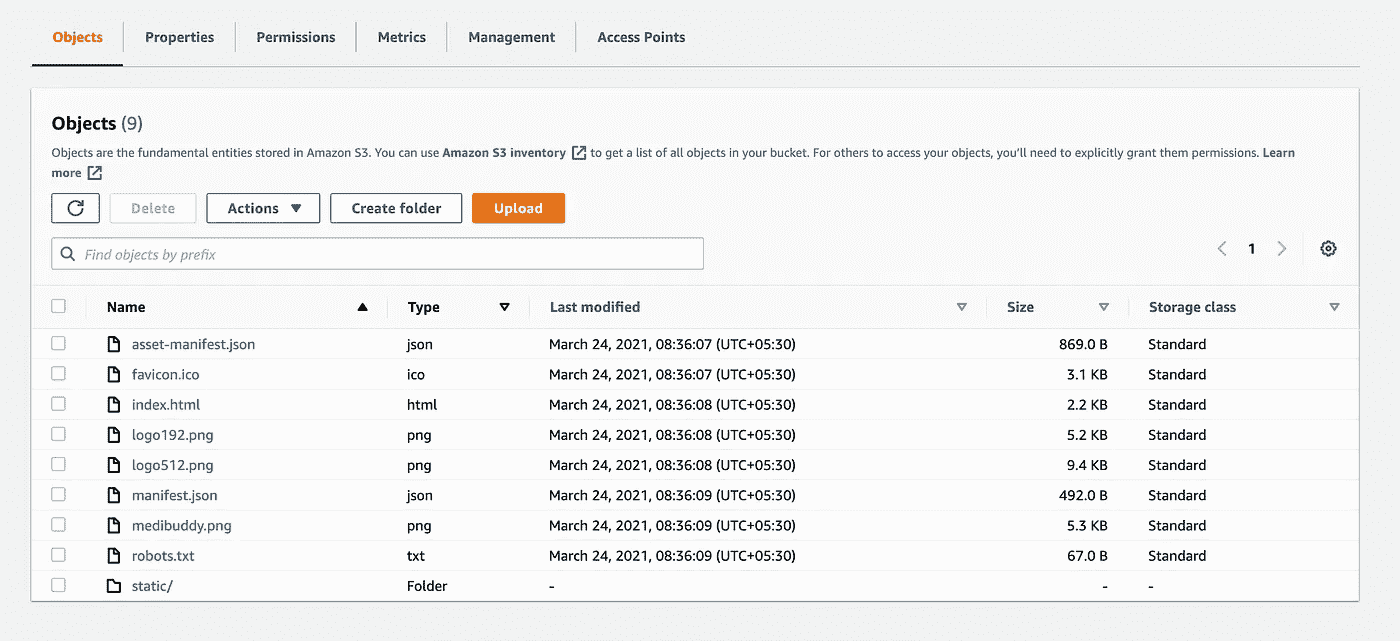 Objects Properties Permissions Metrics Management Access Points
Objects (9)
Objects are the fundamental entities stored in Amazon S3. You can use Amazon S3 inventory to get a list of all objects in your bucket. For others to access your objects, you'll need to explicitly grant them permissions. Learn
more
Delete Actions Create folder Upload
Find objects by prefix
1
Name Type Last modified Size Storage class
asset-manifest.json json March 24, 2021, 08:36:07 (UTC+05:30) 869.0 B Standard
favicon.ico ico March 24, 2021, 08:36:07 (UTC+05:30) 3.1 KB Standard
index.html html March 24, 2021, 08:36:08 (UTC+05:30) 2.2 KB Standard
logo192.png png March 24, 2021, 08:36:08 (UTC+05:30) 5.2 KB Standard
logo512.png png March 24, 2021, 08:36:08 (UTC+05:30) 9.4 KB Standard
manifest.json json March 24, 2021, 08:36:09 (UTC+05:30) 492.0 B Standard
medibuddy.png png March 24, 2021, 08:36:09 (UTC+05:30) 5.3 KB Standard
robots.txt txt March 24, 2021, 08:36:09 (UTC+05:30) 67.0 B Standard
static/ Folder - - -